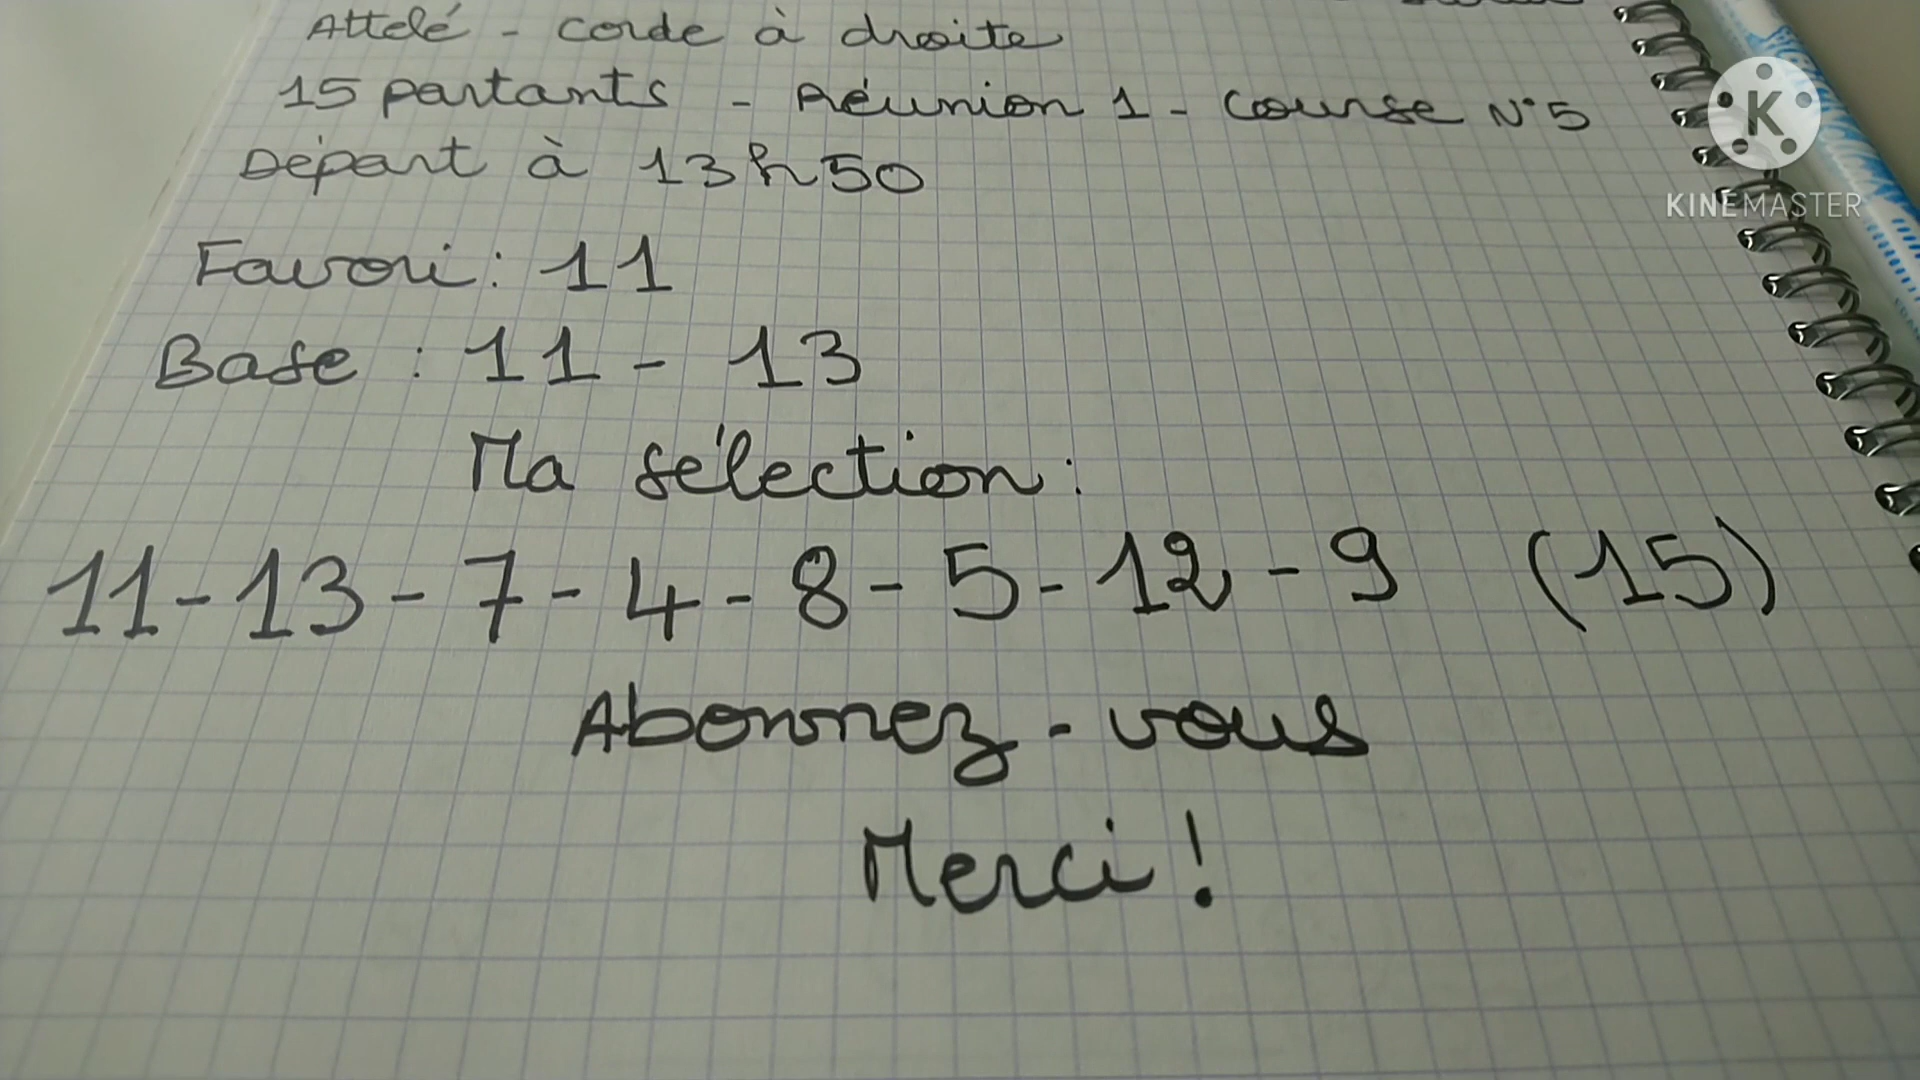 Attelé - corde à droite
15 partants - Réunion 1 - course N°5
Départ à 13h50
Favori : 11
Base : 11 - 13
Ma sélection :
11 - 13 - 7 - 4 - 8 - 5 - 12 - 9 (15)
Abonnez-vous
Merci !
K
KINEMASTER